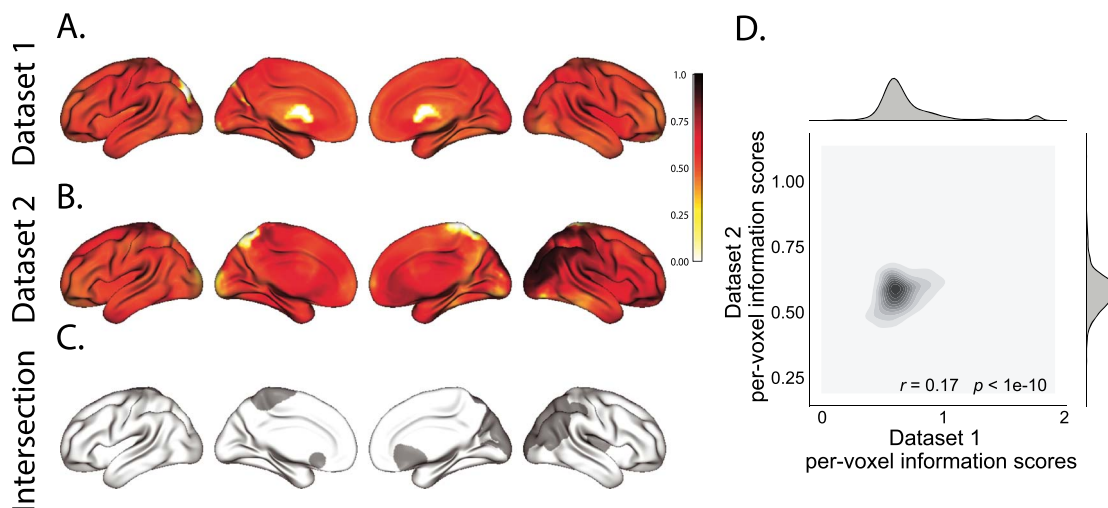 A.
Dataset 1
B.
Dataset 2
C.
Intersection
1.0
0.75
0.50
0.25
0.00
D.
Dataset 2
per-voxel information scores
1.00
0.75
0.50
0.25
r = 0.17 p < 1e-10
0 1 2
Dataset 1
per-voxel information scores